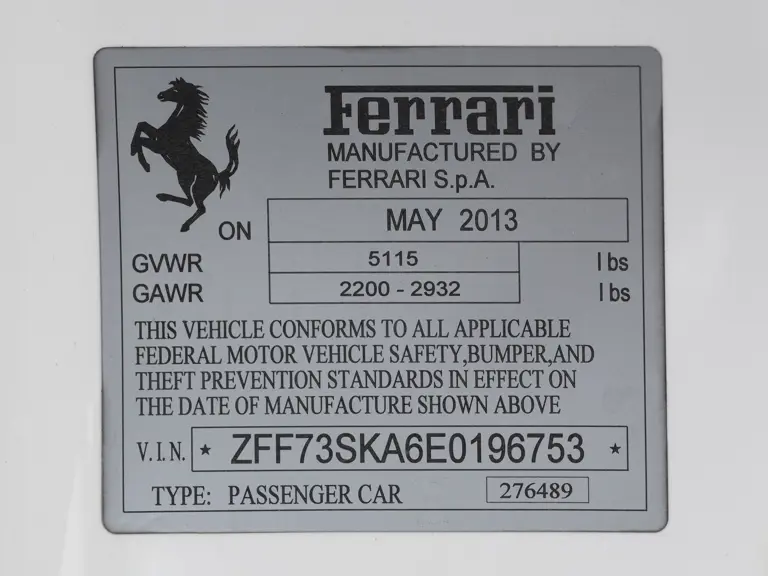 Ferrari
MANUFACTURED BY
FERRARI S.p.A.
ON MAY 2013
GVWR 5115 lbs
GAWR 2200 - 2932 lbs
THIS VEHICLE CONFORMS TO ALL APPLICABLE
FEDERAL MOTOR VEHICLE SAFETY,BUMPER,AND
THEFT PREVENTION STANDARDS IN EFFECT ON
THE DATE OF MANUFACTURE SHOWN ABOVE
V.I.N. ★ ZFF73SKA6E0196753 ★
TYPE: PASSENGER CAR 276489